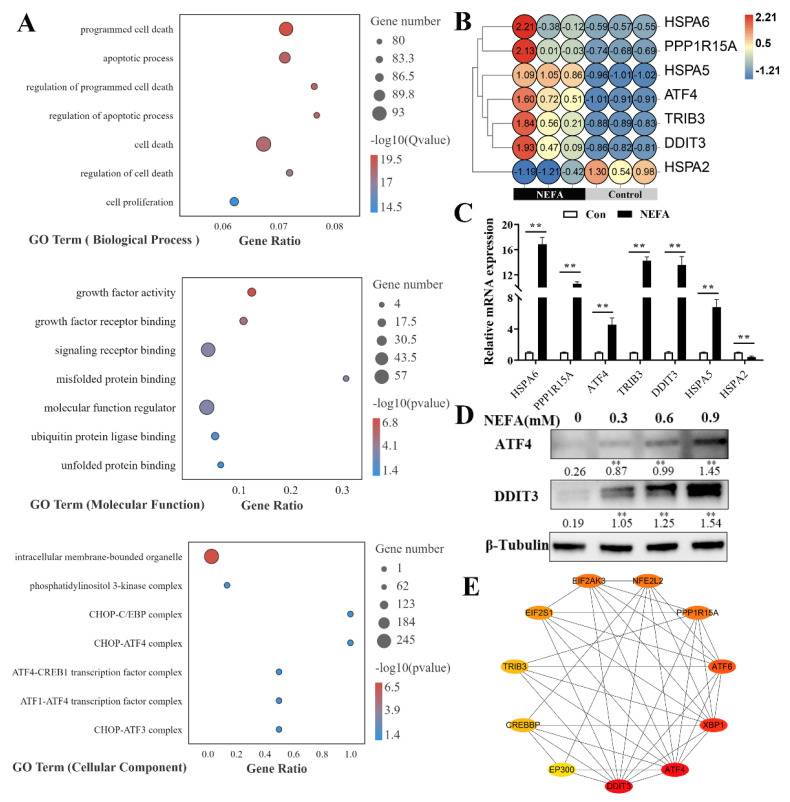 A
programmed cell death
apoptotic process
regulation of programmed cell death
regulation of apoptotic process
cell death
regulation of cell death
cell proliferation
0.06 0.07 0.08
GO Term ( Biological Process ) Gene Ratio
Gene number
80
83.3
86.5
89.8
93
-log10(Qvalue)
19.5
17
14.5
growth factor activity
growth factor receptor binding
signaling receptor binding
misfolded protein binding
molecular function regulator
ubiquitin protein ligase binding
unfolded protein binding
0.1 0.2 0.3
GO Term (Molecular Function) Gene Ratio
Gene number
4
17.5
30.5
43.5
57
-log10(pvalue)
6.8
4.1
1.4
intracellular membrane-bounded organelle
phosphatidylinositol 3-kinase complex
CHOP-C/EBP complex
CHOP-ATF4 complex
ATF4-CREB1 transcription factor complex
ATF1-ATF4 transcription factor complex
CHOP-ATF3 complex
0.0 0.2 0.4 0.6 0.8 1.0
GO Term (Cellular Component) Gene Ratio
Gene number
1
62
123
184
245
-log10(pvalue)
6.5
3.9
1.4
B
2.21 -0.38 -0.12 -0.59 -0.57 -0.55 HSPA6
2.13 0.01 -0.03 -0.74 -0.68 -0.69 PPP1R15A
1.09 1.05 0.86 -0.96 -1.01 -1.02 HSPA5
1.60 0.72 0.51 -1.01 -0.91 -0.91 ATF4
1.84 0.56 0.21 -0.88 -0.89 -0.83 TRIB3
1.93 0.47 0.09 -0.86 -0.82 -0.81 DDIT3
-1.19 -1.21 -0.42 1.30 0.54 0.98 HSPA2
NEFA Control
2.21
0.5
-1.21
C
Con NEFA
Relative mRNA expression
20
16
12
8
4
0
** ** ** ** ** ** **
HSPA6 PPP1R15A ATF4 TRIB3 DDIT3 HSPA5 HSPA2
D
NEFA(mM) 0 0.3 0.6 0.9
ATF4
** ** **
0.26 0.87 0.99 1.45
DDIT3
** ** **
0.19 1.05 1.25 1.54
β-Tubulin
E
EIF2AK3 NFE2L2
EIF2S1 PPP1R15A
TRIB3 ATF6
CREBBP XBP1
EP300 ATF4
DDIT3